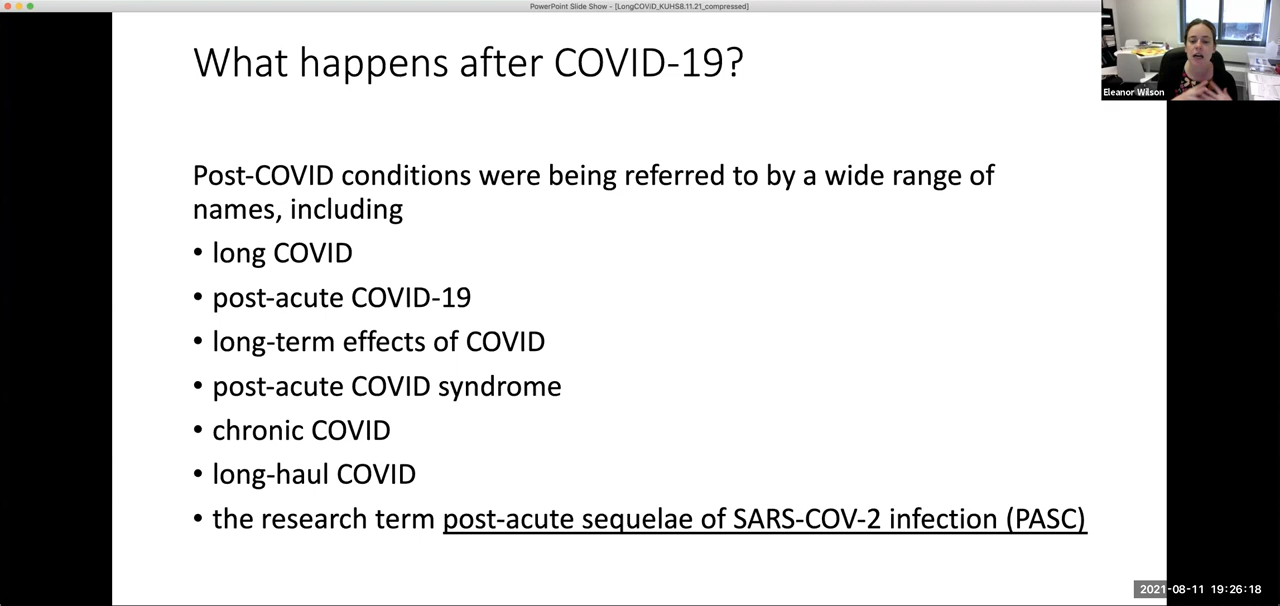 PowerPoint Slide Show - [LongCOViD_KUHS8.11.21_compressed]
What happens after COVID-19?
Eleanor Wilson
Post-COVID conditions were being referred to by a wide range of
names, including
• long COVID
• post-acute COVID-19
• long-term effects of COVID
• post-acute COVID syndrome
• chronic COVID
• long-haul COVID
• the research term post-acute sequelae of SARS-COV-2 infection (PASC)
2021-08-11 19:26:18